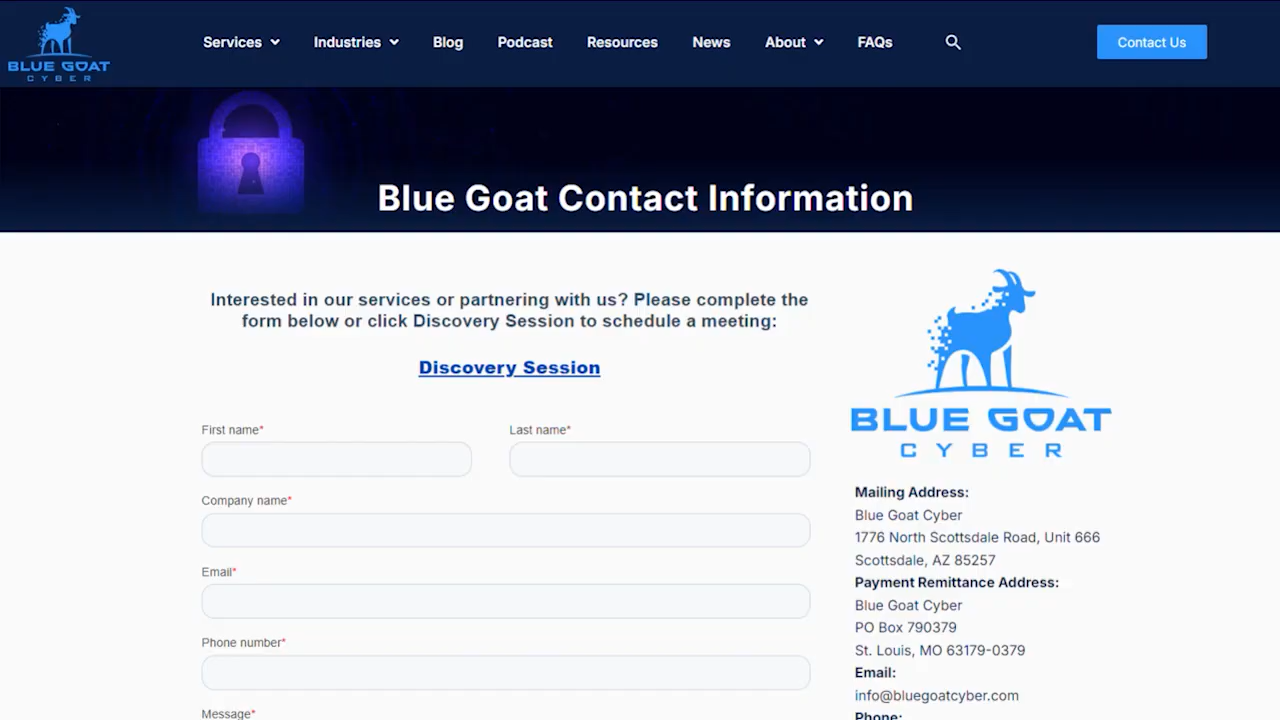 BLUE GOAT
CYBER
Services
Industries
Blog
Podcast
Resources
News
About
FAQs
Contact Us
Blue Goat Contact Information
Interested in our services or partnering with us? Please complete the
form below or click Discovery Session to schedule a meeting:
Discovery Session
First name*
Last name*
Company name*
Email*
Phone number*
Message*
BLUE GOAT
CYBER
Mailing Address:
Blue Goat Cyber
1776 North Scottsdale Road, Unit 666
Scottsdale, AZ 85257
Payment Remittance Address:
Blue Goat Cyber
PO Box 790379
St. Louis, MO 63179-0379
Email:
info@bluegoatcyber.com
Phone: